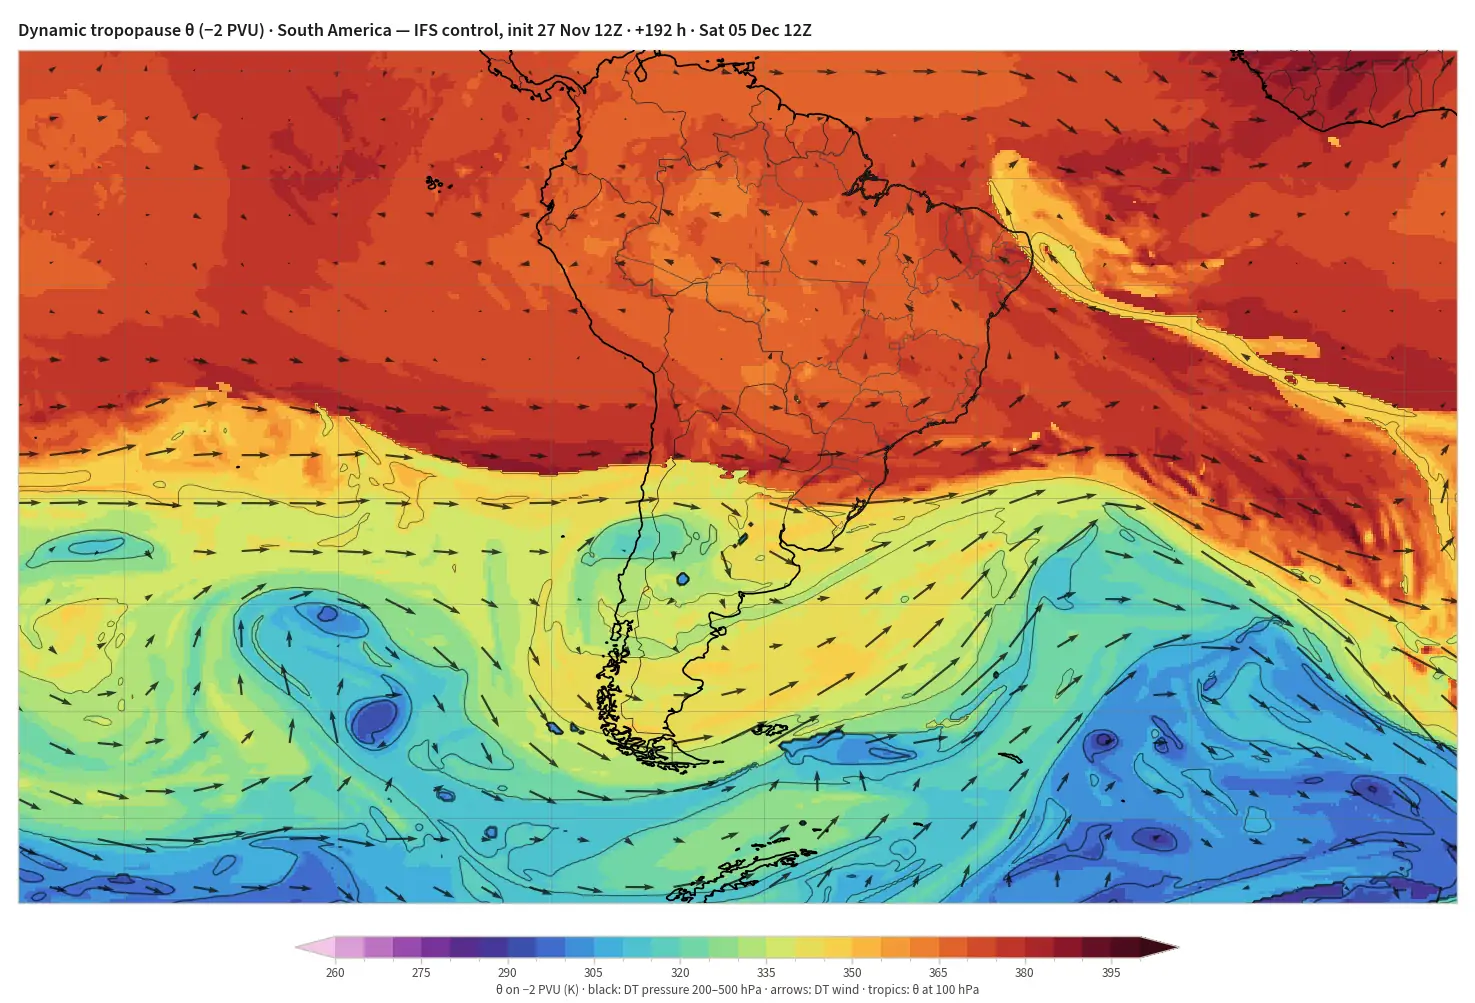 Dynamic tropopause θ (−2 PVU) · South America — IFS control, init 27 Nov 12Z · +192 h · Sat 05 Dec 12Z
260 275 290 305 320 335 350 365 380 395
θ on −2 PVU (K) · black: DT pressure 200–500 hPa · arrows: DT wind · tropics: θ at 100 hPa